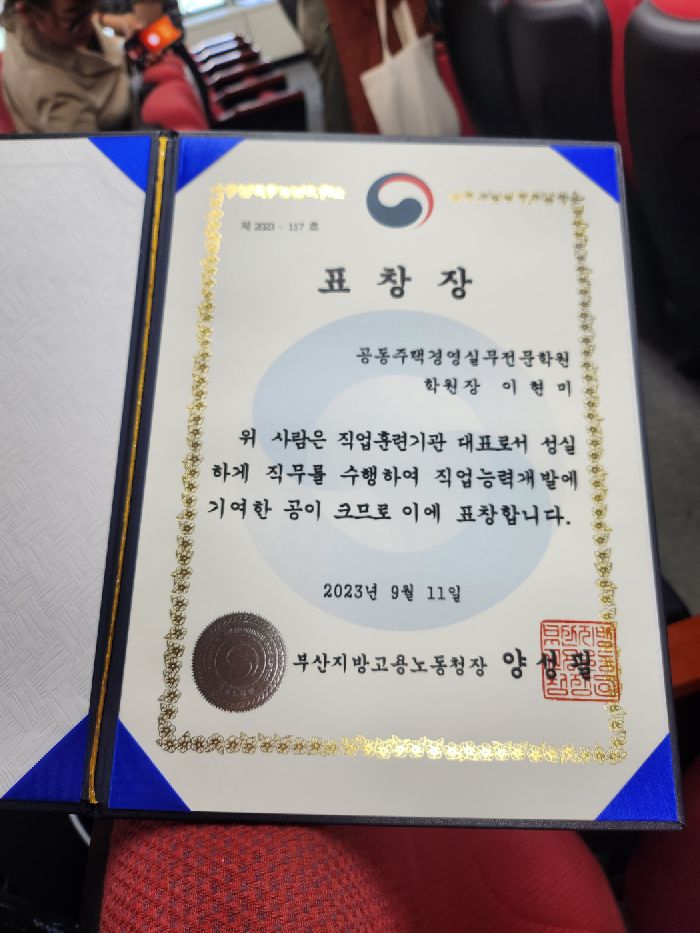 제 2023 - 117 호
표 창 장
공동주택경영실무전문학원
학원장 이 현 미
위 사람은 직업훈련기관 대표로서 성실
하게 직무를 수행하여 직업능력개발에
기여한 공이 크므로 이에 표창합니다.
2023년 9월 11일
부산지방고용노동청장 양 성 필